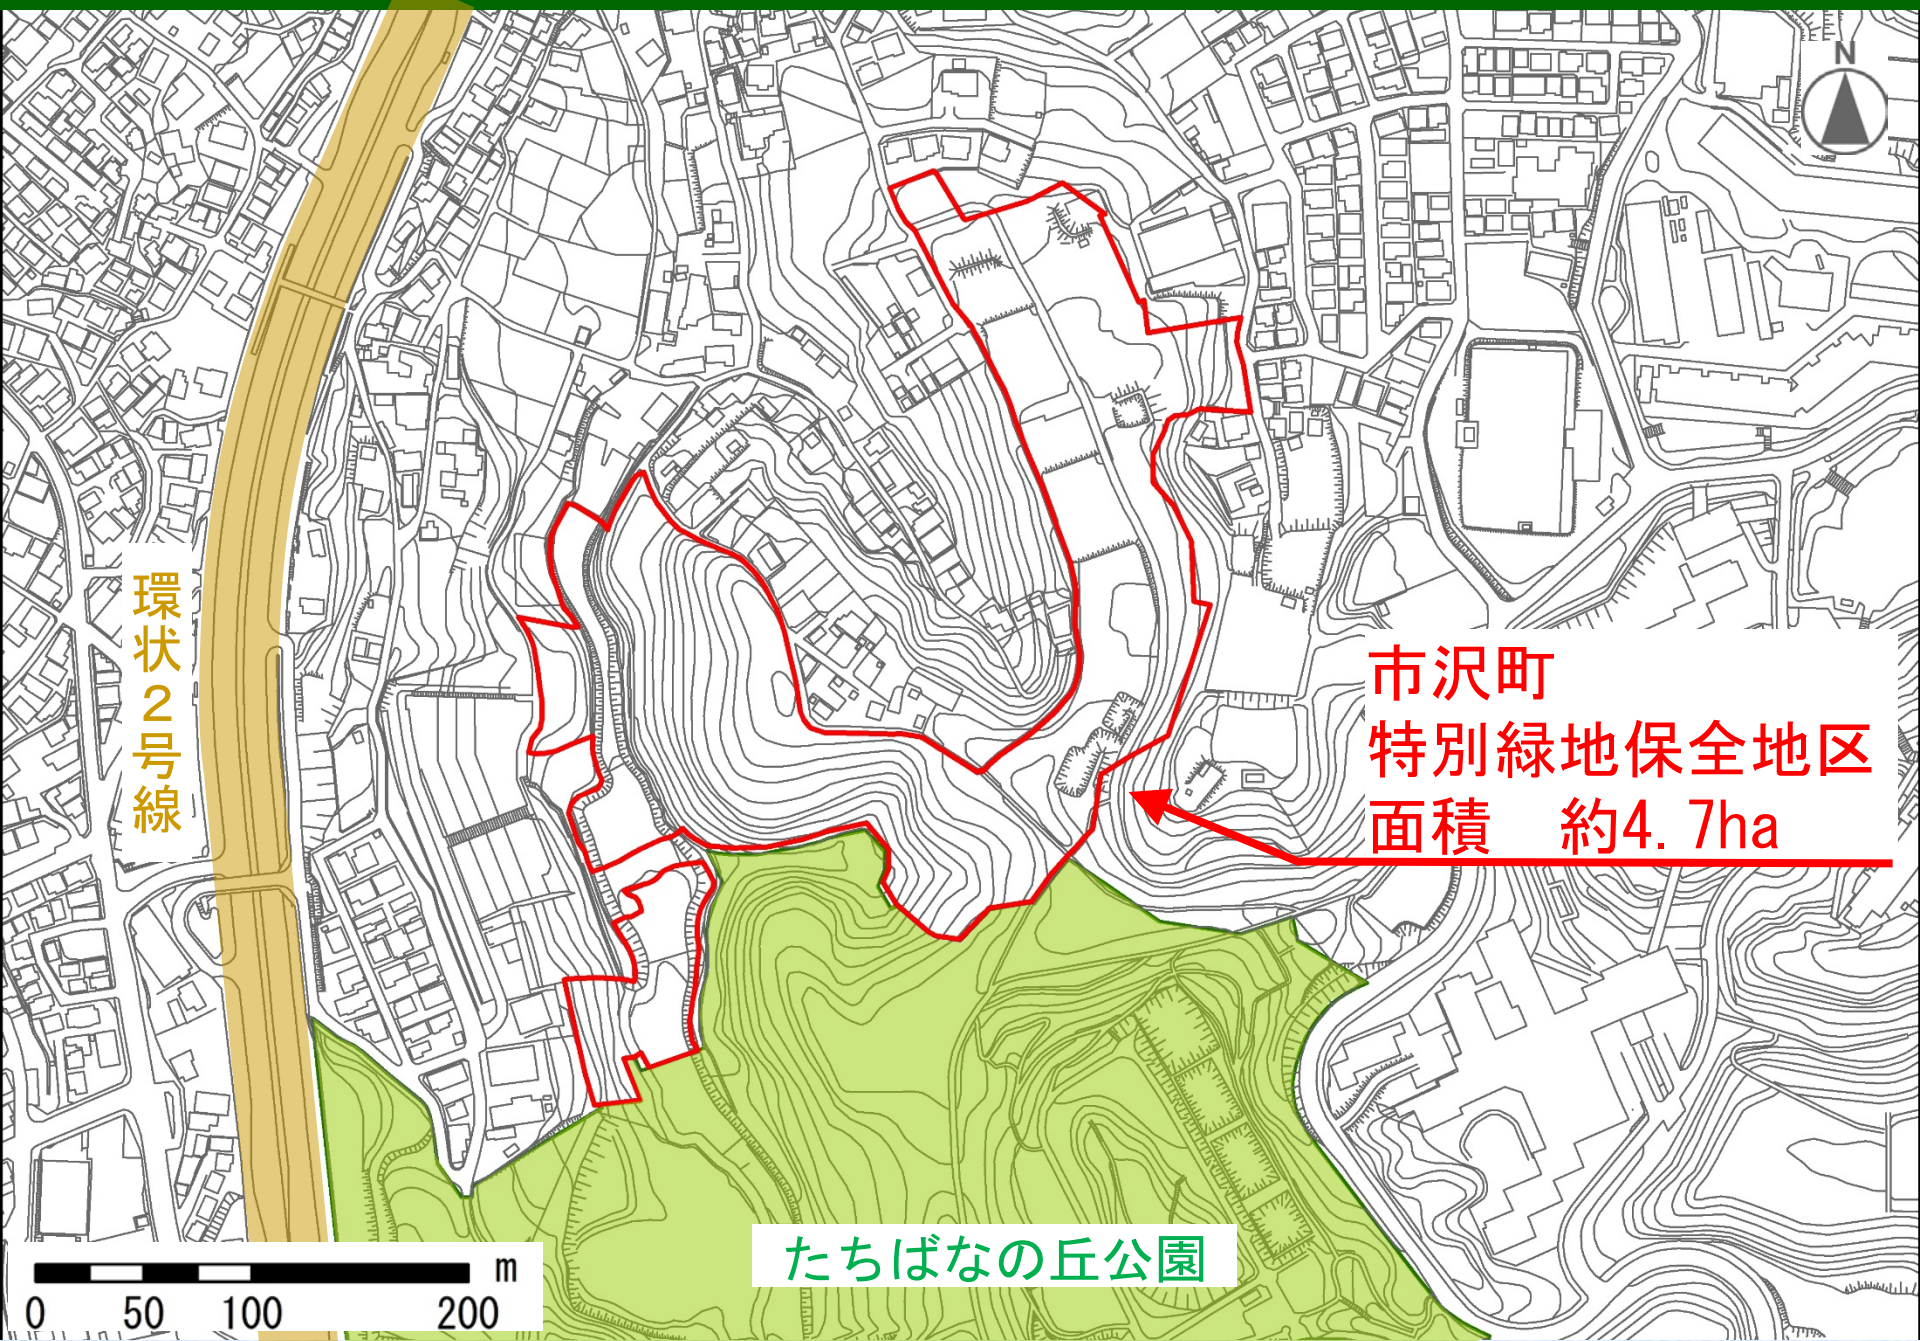 N
環状2号線
市沢町
特別緑地保全地区
面積　約4.7ha
たちばなの丘公園
m
0 50 100 200